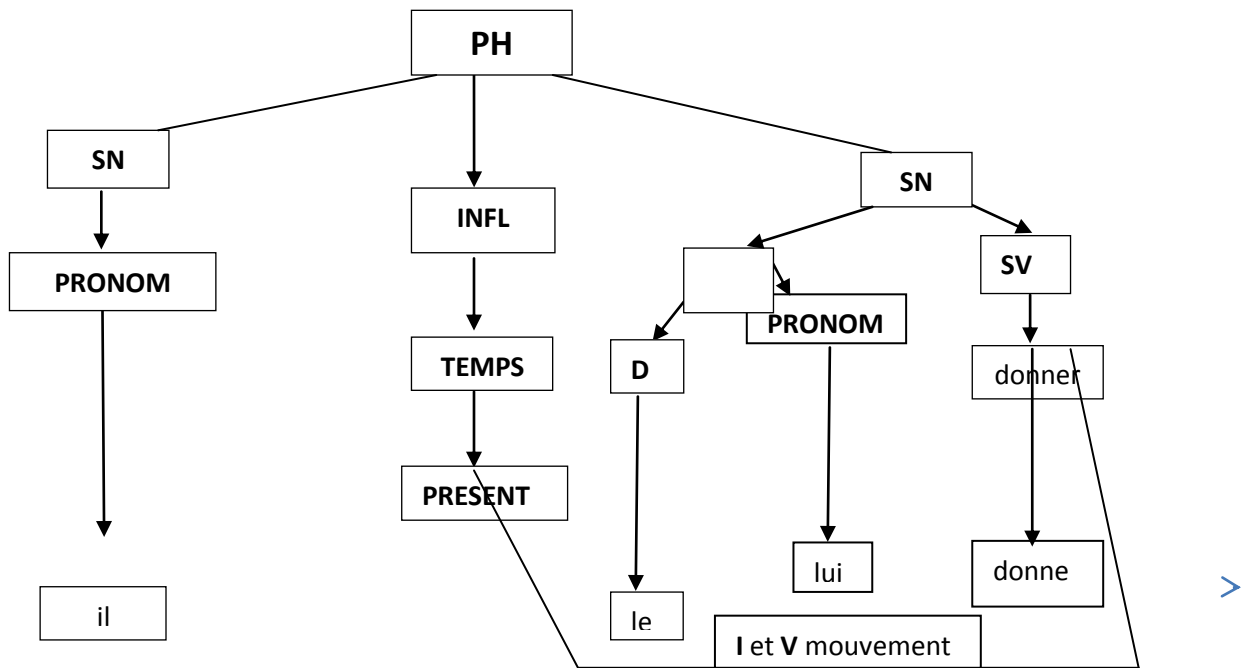 PH
SN
SN
INFL
SV
PRONOM
PRONOM
TEMPS
D
donner
PRESENT
lui
donne
il
le
I et V mouvement